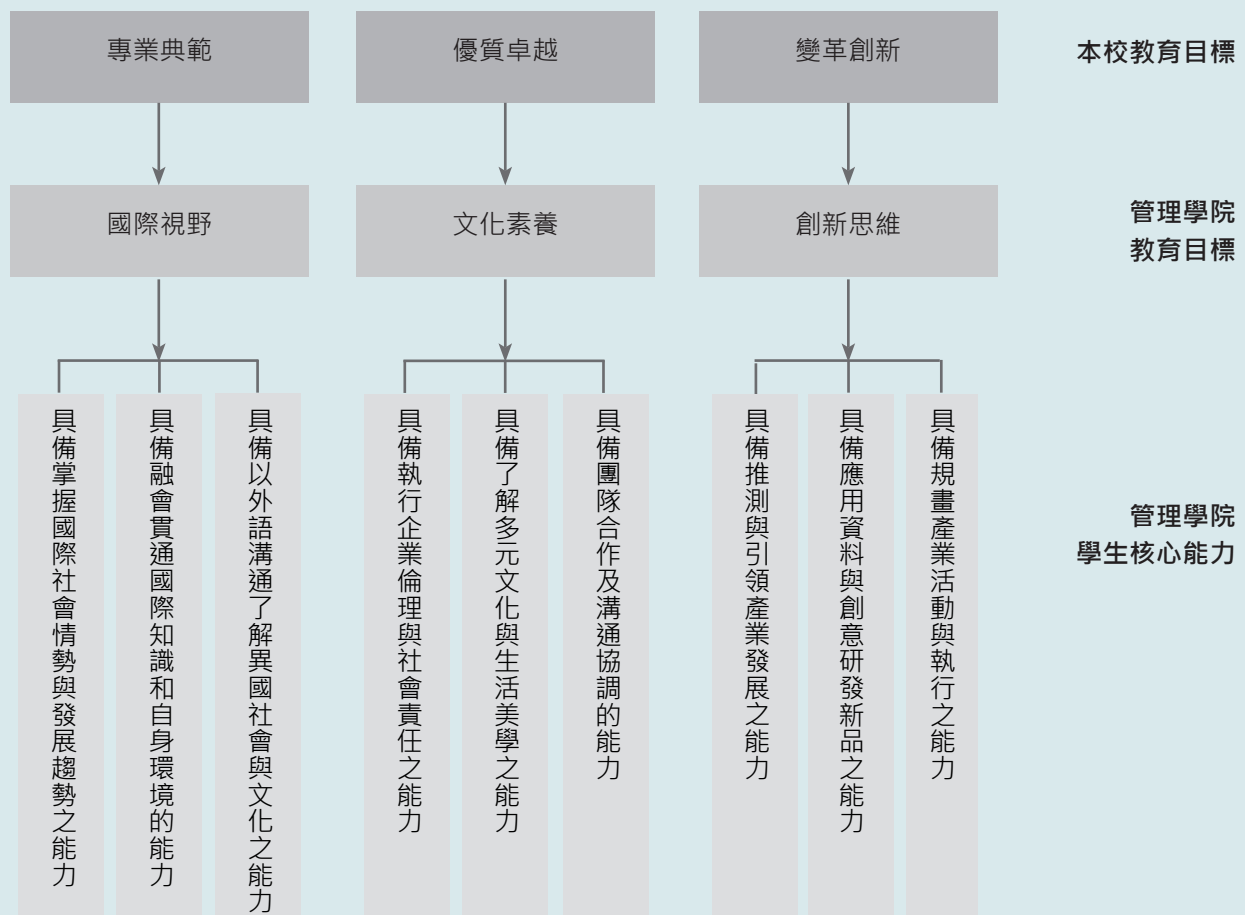 專業典範
優質卓越
變革創新
本校教育目標
國際視野
文化素養
創新思維
管理學院
教育目標
具備掌握國際社會情勢與發展趨勢之能力
具備融會貫通國際知識和自身環境的能力
具備以外語溝通了解異國社會與文化之能力
具備執行企業倫理與社會責任之能力
具備了解多元文化與生活美學之能力
具備團隊合作及溝通協調的能力
具備推測與引領產業發展之能力
具備應用資料與創意研發新品之能力
具備規畫產業活動與執行之能力
管理學院
學生核心能力